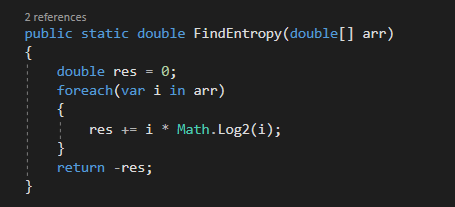 2 references
public static double FindEntropy(double[] arr)
{
    double res = 0;
    foreach(var i in arr)
    {
        res += i * Math.Log2(i);
    }
    return -res;
}